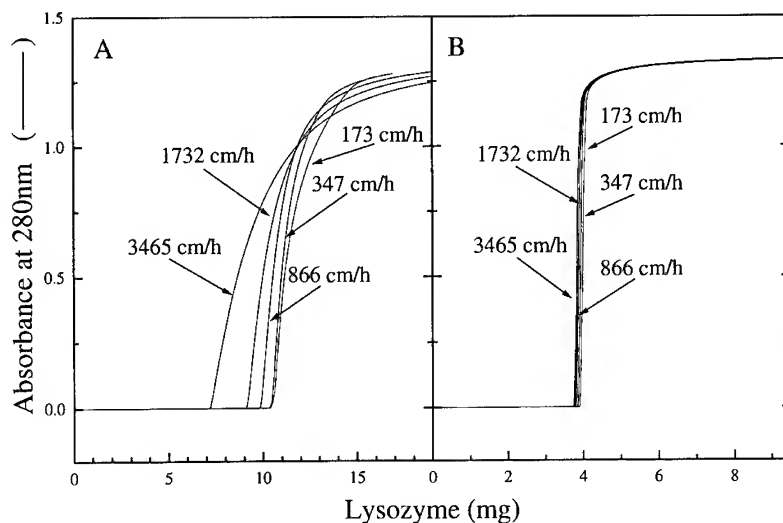 Absorbance at 280nm (——)
1.5
1.0
0.5
0.0
A
1732 cm/h
173 cm/h
347 cm/h
3465 cm/h
866 cm/h
0
5
10
15
B
173 cm/h
1732 cm/h
347 cm/h
3465 cm/h
866 cm/h
0
2
4
6
8
Lysozyme (mg)